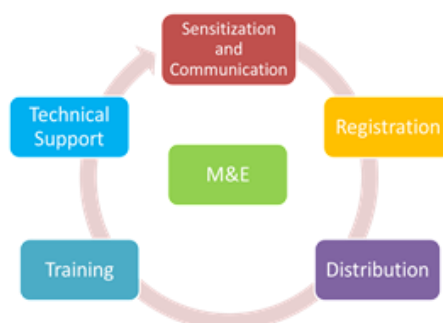 Sensitization
and
Communication
Technical
Support
Registration
M&E
Training
Distribution